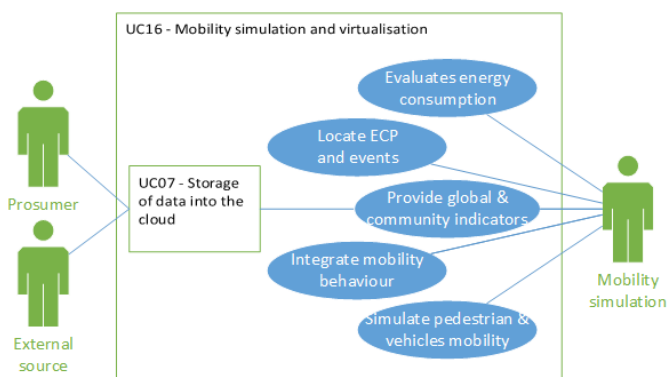 UC16 - Mobility simulation and virtualisation
Evaluates energy
consumption
Locate ECP
and events
UC07 - Storage
of data into the
cloud
Provide global &
community indicators
Prosumer
Integrate mobility
behaviour
Mobility
simulation
Simulate pedestrian &
vehicles mobility
External
source